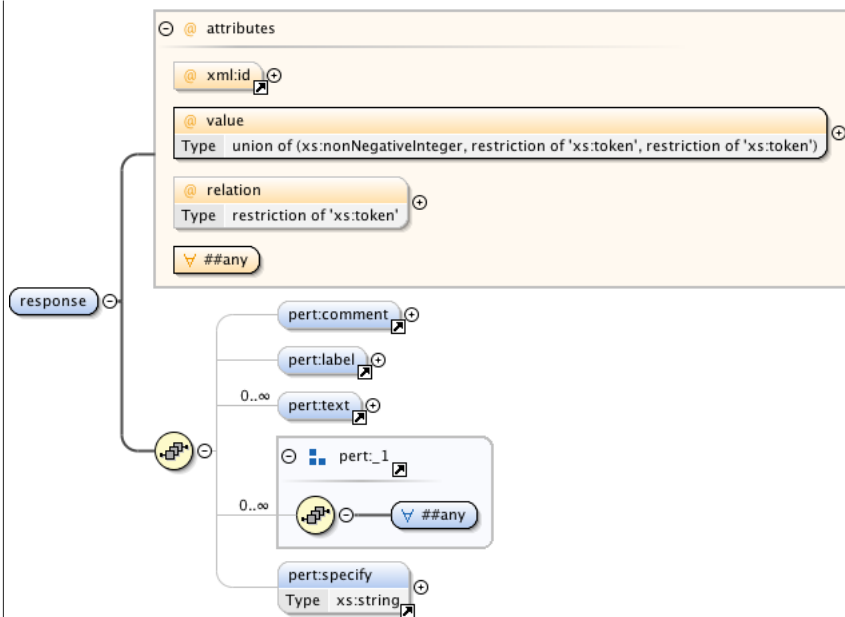 @ attributes
@ xml:id
@ value
Type union of (xs:nonNegativeInteger, restriction of 'xs:token', restriction of 'xs:token')
@ relation
Type restriction of 'xs:token'
∀ ##any
response
pert:comment
pert:label
0..∞
pert:text
pert:_1
0..∞
∀ ##any
pert:specify
Type xs:string